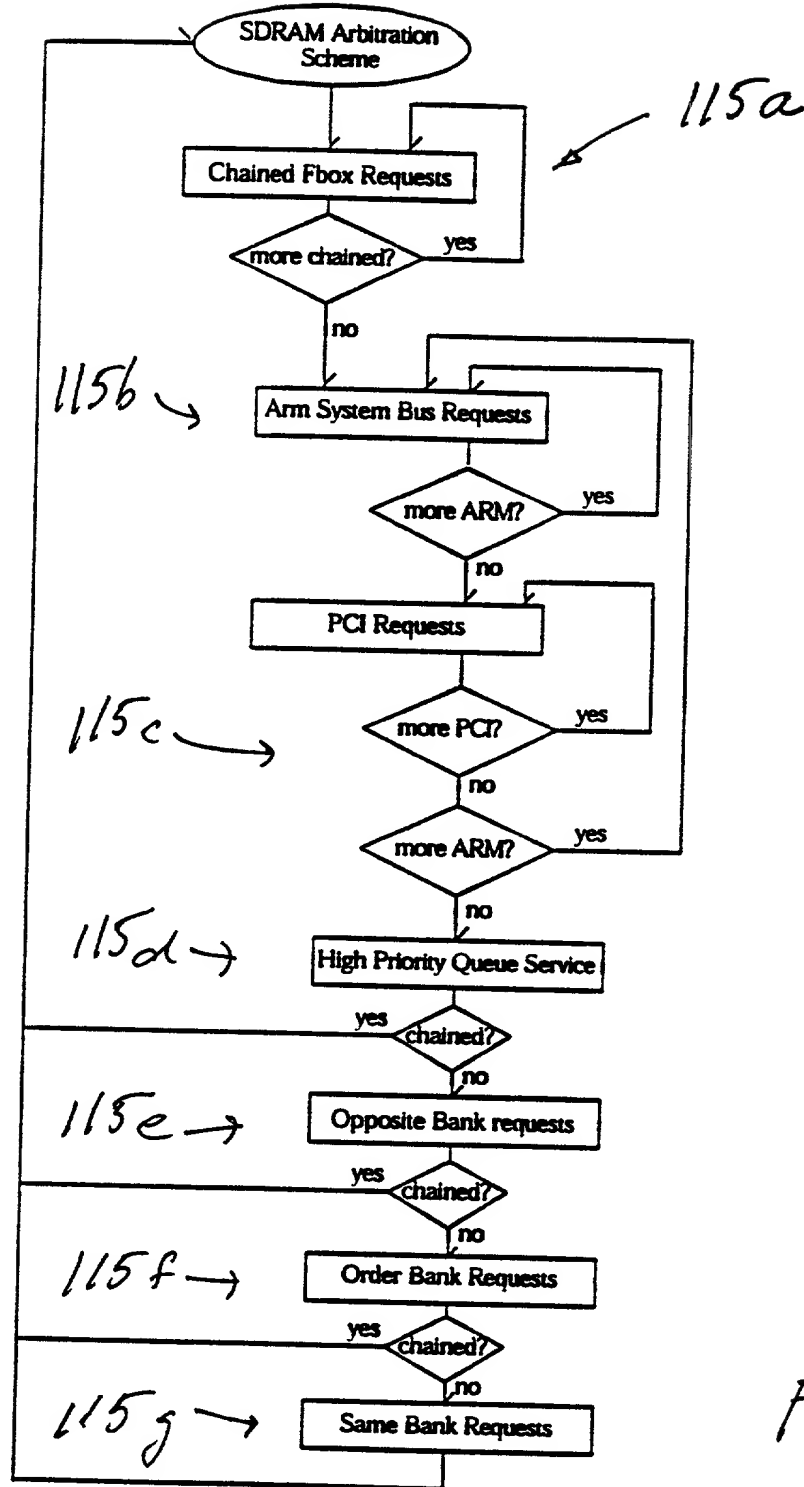 SDRAM Arbitration
Scheme
115a
Chained Fbox Requests
more chained?
yes
no
115b
Arm System Bus Requests
more ARM?
yes
no
PCI Requests
115c
more PCI?
yes
no
more ARM?
yes
no
115d
High Priority Queue Service
yes
chained?
no
115e
Opposite Bank requests
yes
chained?
no
115f
Order Bank Requests
yes
chained?
no
115g
Same Bank Requests